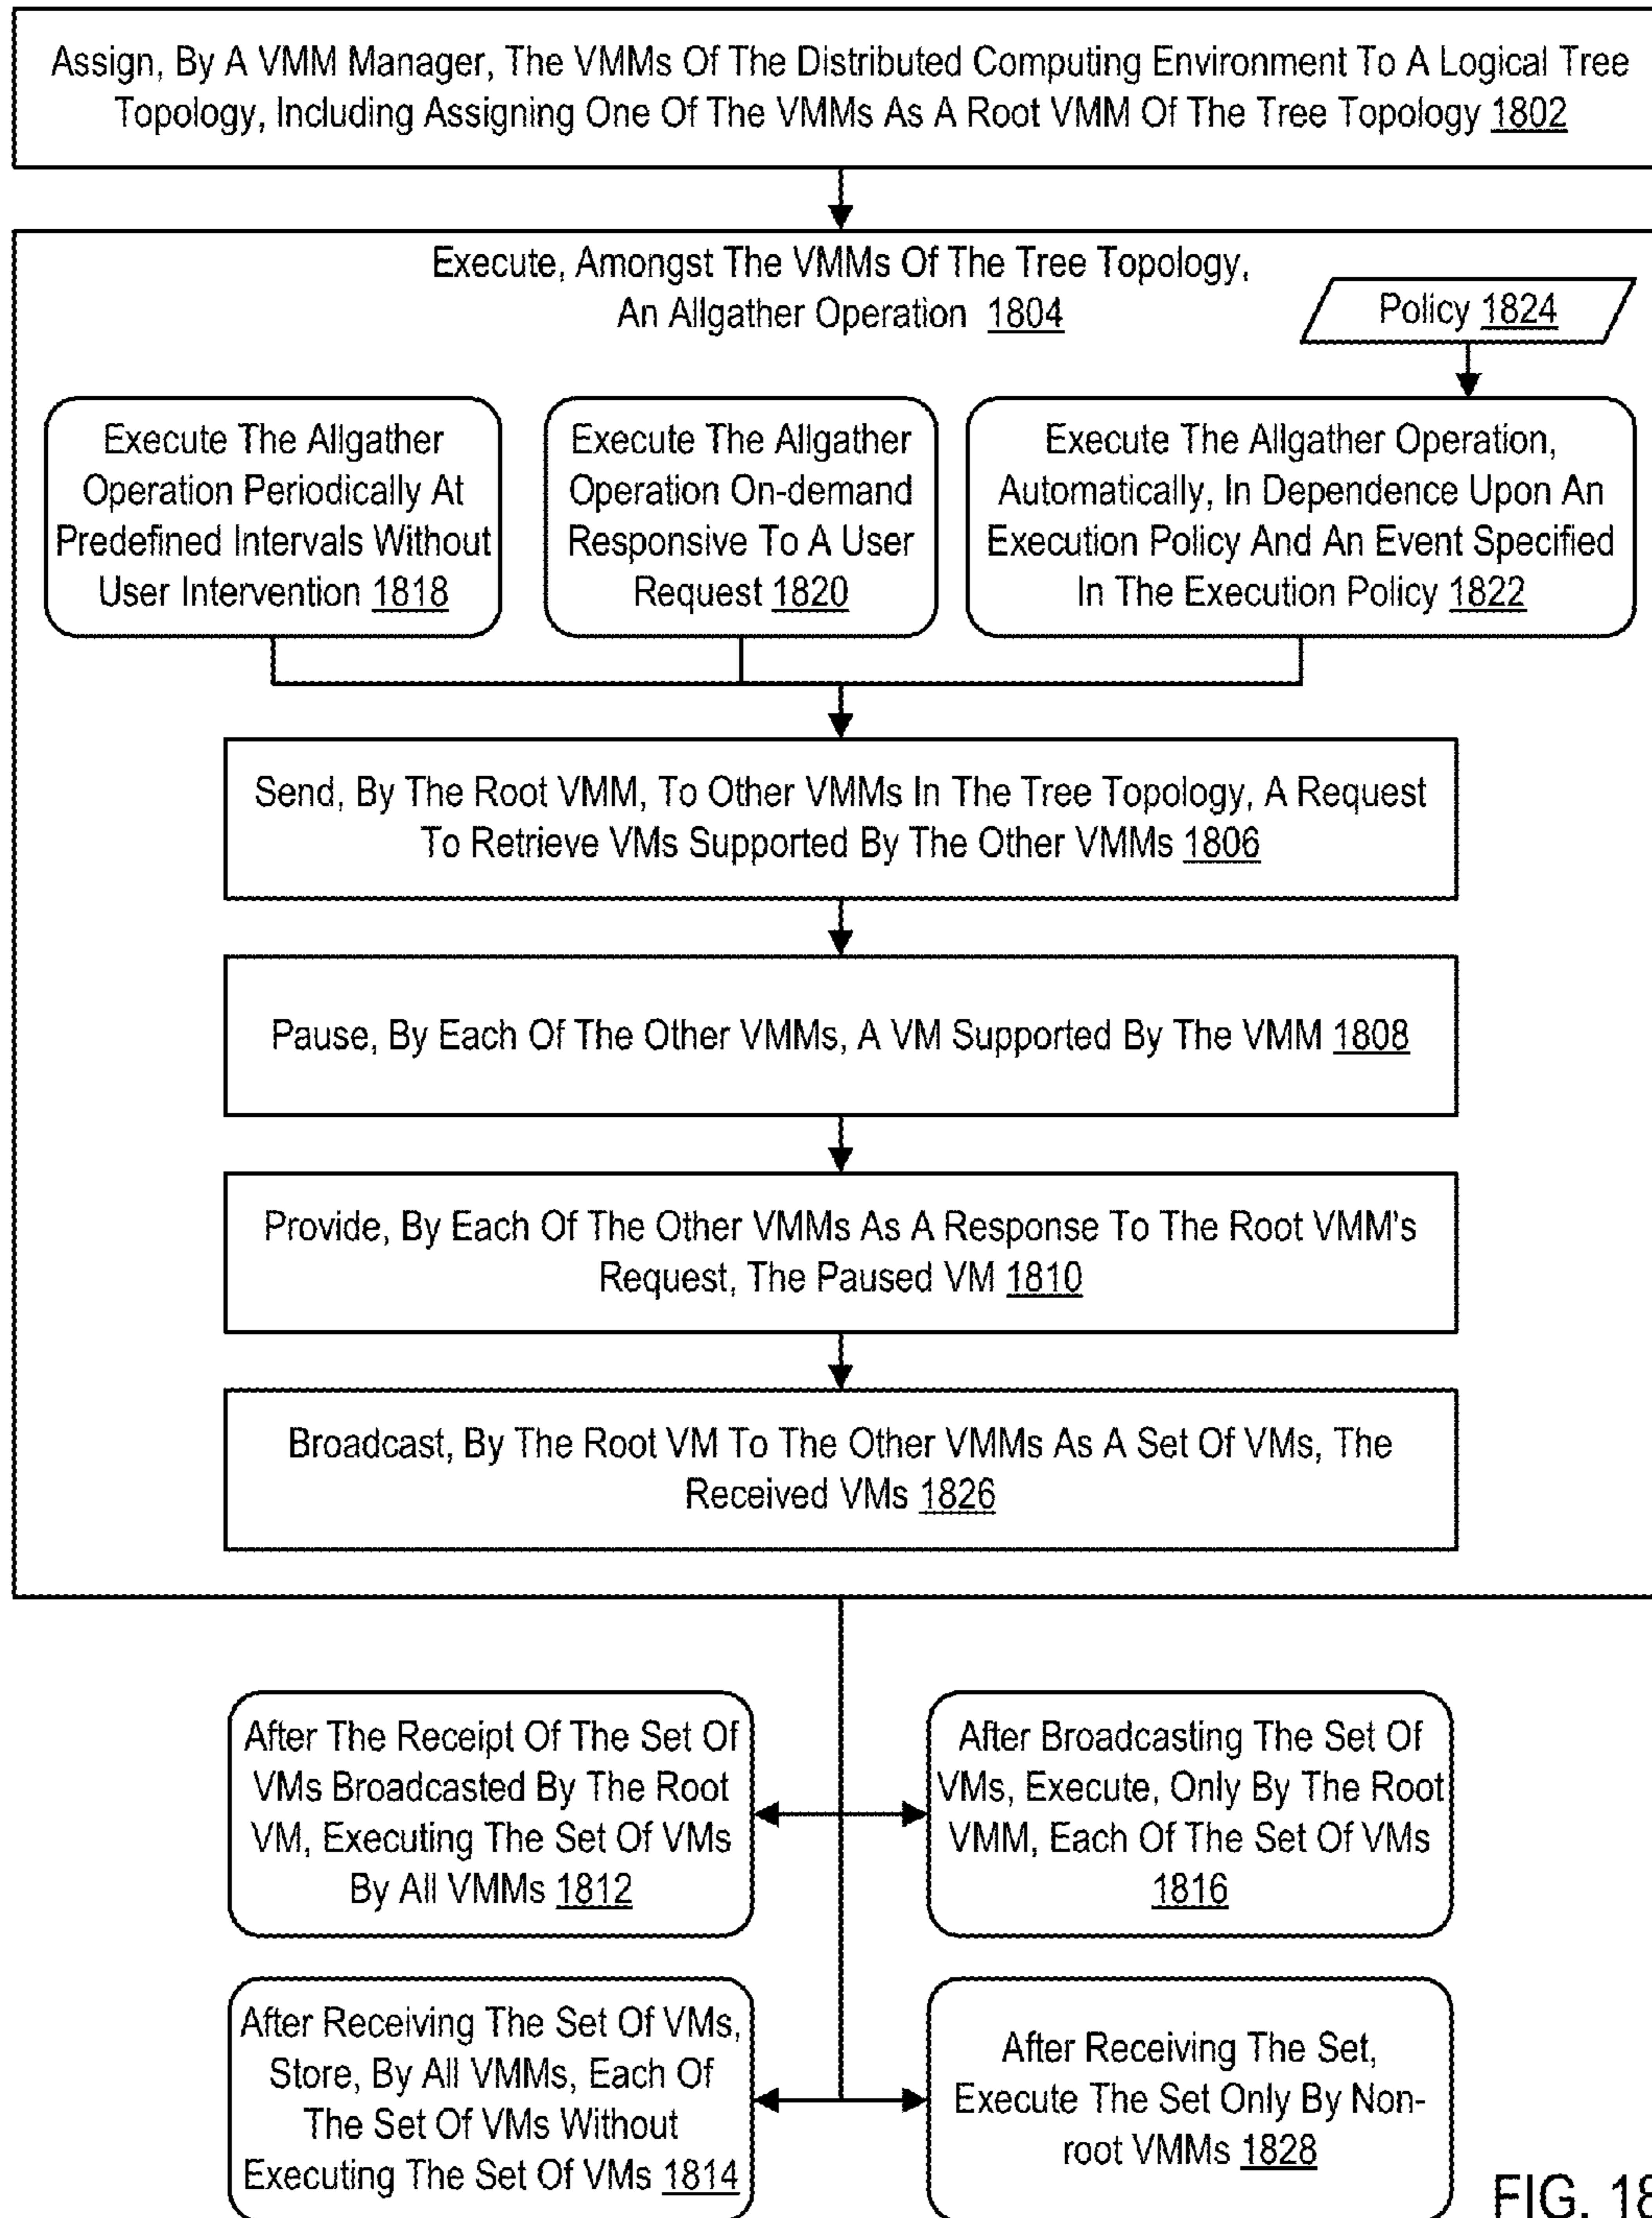 Assign, By A VMM Manager, The VMMs Of The Distributed Computing Environment To A Logical Tree
Topology, Including Assigning One Of The VMMs As A Root VMM Of The Tree Topology 1802
Execute, Amongst The VMMs Of The Tree Topology,
An Allgather Operation 1804
Policy 1824
Execute The Allgather
Operation Periodically At
Predefined Intervals Without
User Intervention 1818
Execute The Allgather
Operation On-demand
Responsive To A User
Request 1820
Execute The Allgather Operation,
Automatically, In Dependence Upon An
Execution Policy And An Event Specified
In The Execution Policy 1822
Send, By The Root VMM, To Other VMMs In The Tree Topology, A Request
To Retrieve VMs Supported By The Other VMMs 1806
Pause, By Each Of The Other VMMs, A VM Supported By The VMM 1808
Provide, By Each Of The Other VMMs As A Response To The Root VMM's
Request, The Paused VM 1810
Broadcast, By The Root VM To The Other VMMs As A Set Of VMs, The
Received VMs 1826
After The Receipt Of The Set Of
VMs Broadcasted By The Root
VM, Executing The Set Of VMs
By All VMMs 1812
After Broadcasting The Set Of
VMs, Execute, Only By The Root
VMM, Each Of The Set Of VMs
1816
After Receiving The Set Of VMs,
Store, By All VMMs, Each Of
The Set Of VMs Without
Executing The Set Of VMs 1814
After Receiving The Set,
Execute The Set Only By Non-
root VMMs 1828
FIG. 18